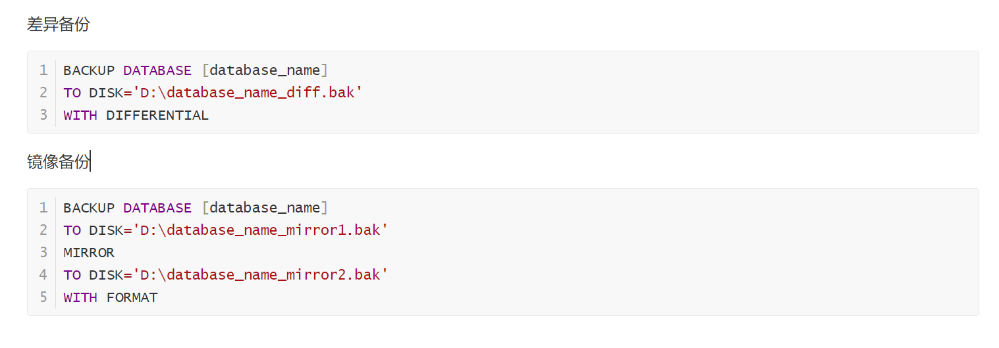 差异备份
1 BACKUP DATABASE [database_name]
2 TO DISK='D:\database_name_diff.bak'
3 WITH DIFFERENTIAL
镜像备份
1 BACKUP DATABASE [database_name]
2 TO DISK='D:\database_name_mirror1.bak'
3 MIRROR
4 TO DISK='D:\database_name_mirror2.bak'
5 WITH FORMAT